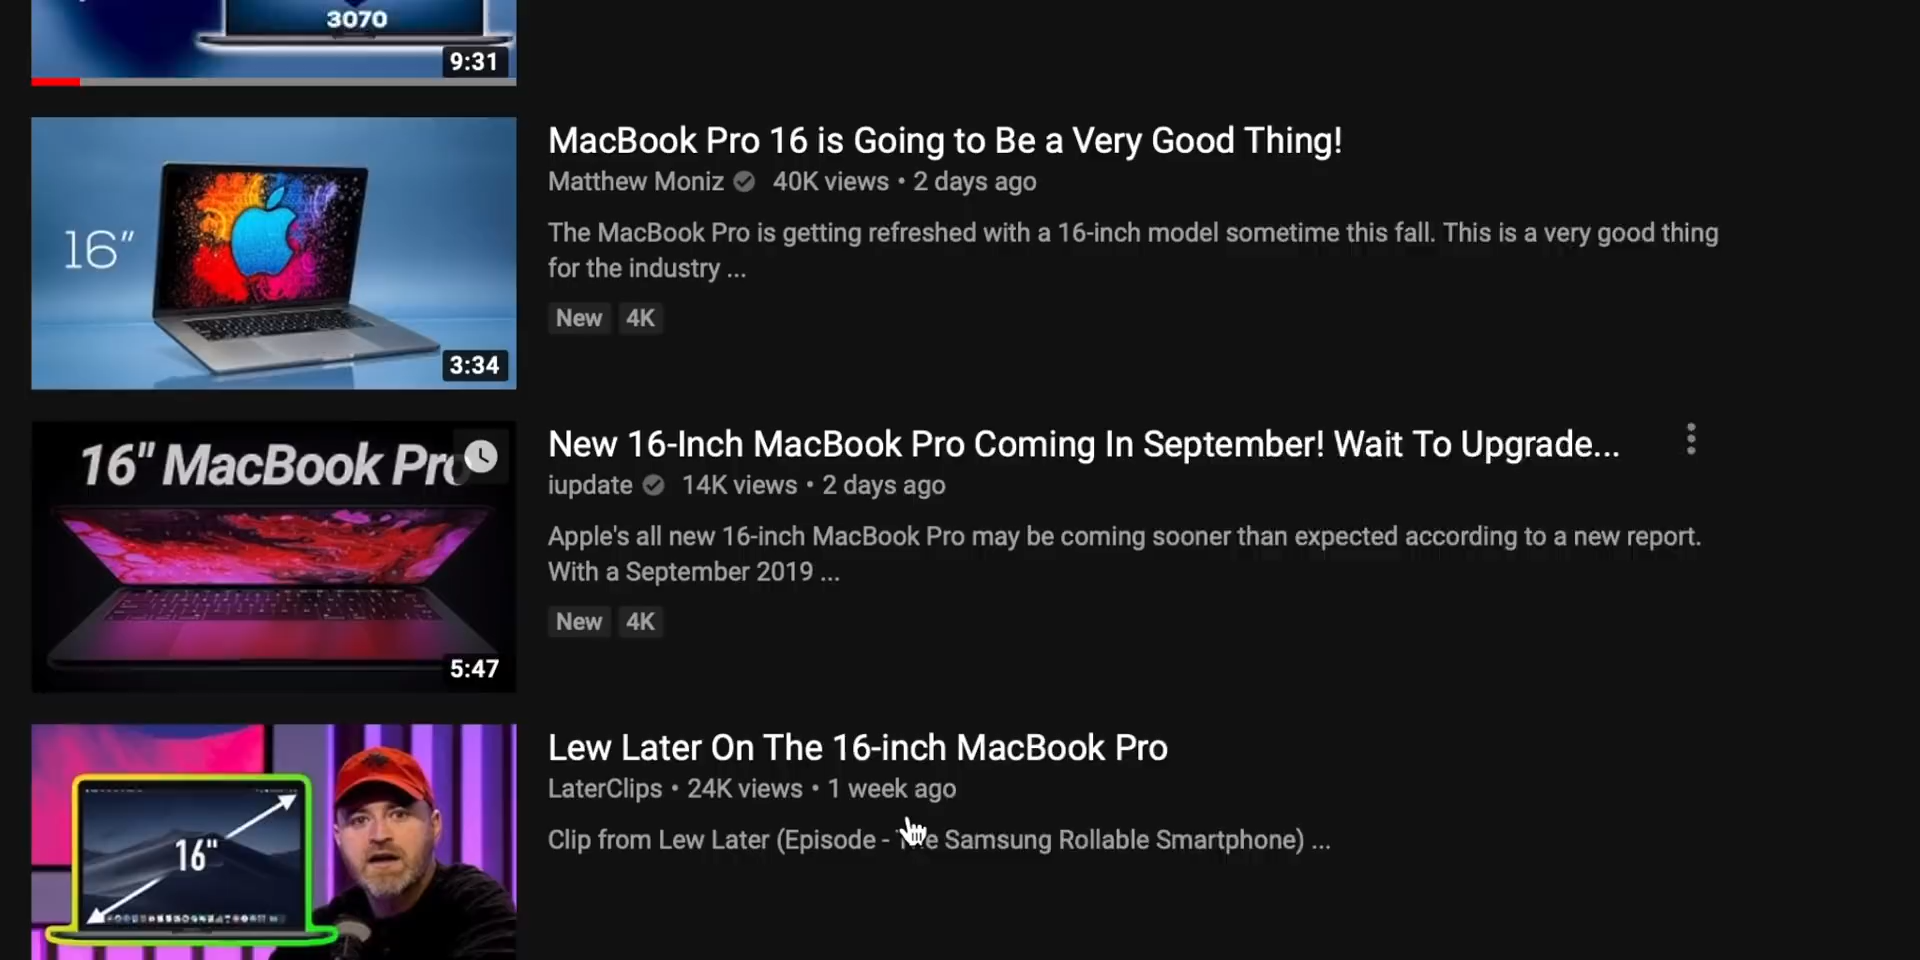 3070
9:31
16"
3:34
MacBook Pro 16 is Going to Be a Very Good Thing!
Matthew Moniz 40K views • 2 days ago
The MacBook Pro is getting refreshed with a 16-inch model sometime this fall. This is a very good thing
for the industry ...
New 4K
16" MacBook Pro
5:47
New 16-Inch MacBook Pro Coming In September! Wait To Upgrade...
iupdate 14K views • 2 days ago
Apple's all new 16-inch MacBook Pro may be coming sooner than expected according to a new report.
With a September 2019 ...
New 4K
16"
Lew Later On The 16-inch MacBook Pro
LaterClips • 24K views • 1 week ago
Clip from Lew Later (Episode - The Samsung Rollable Smartphone) ...